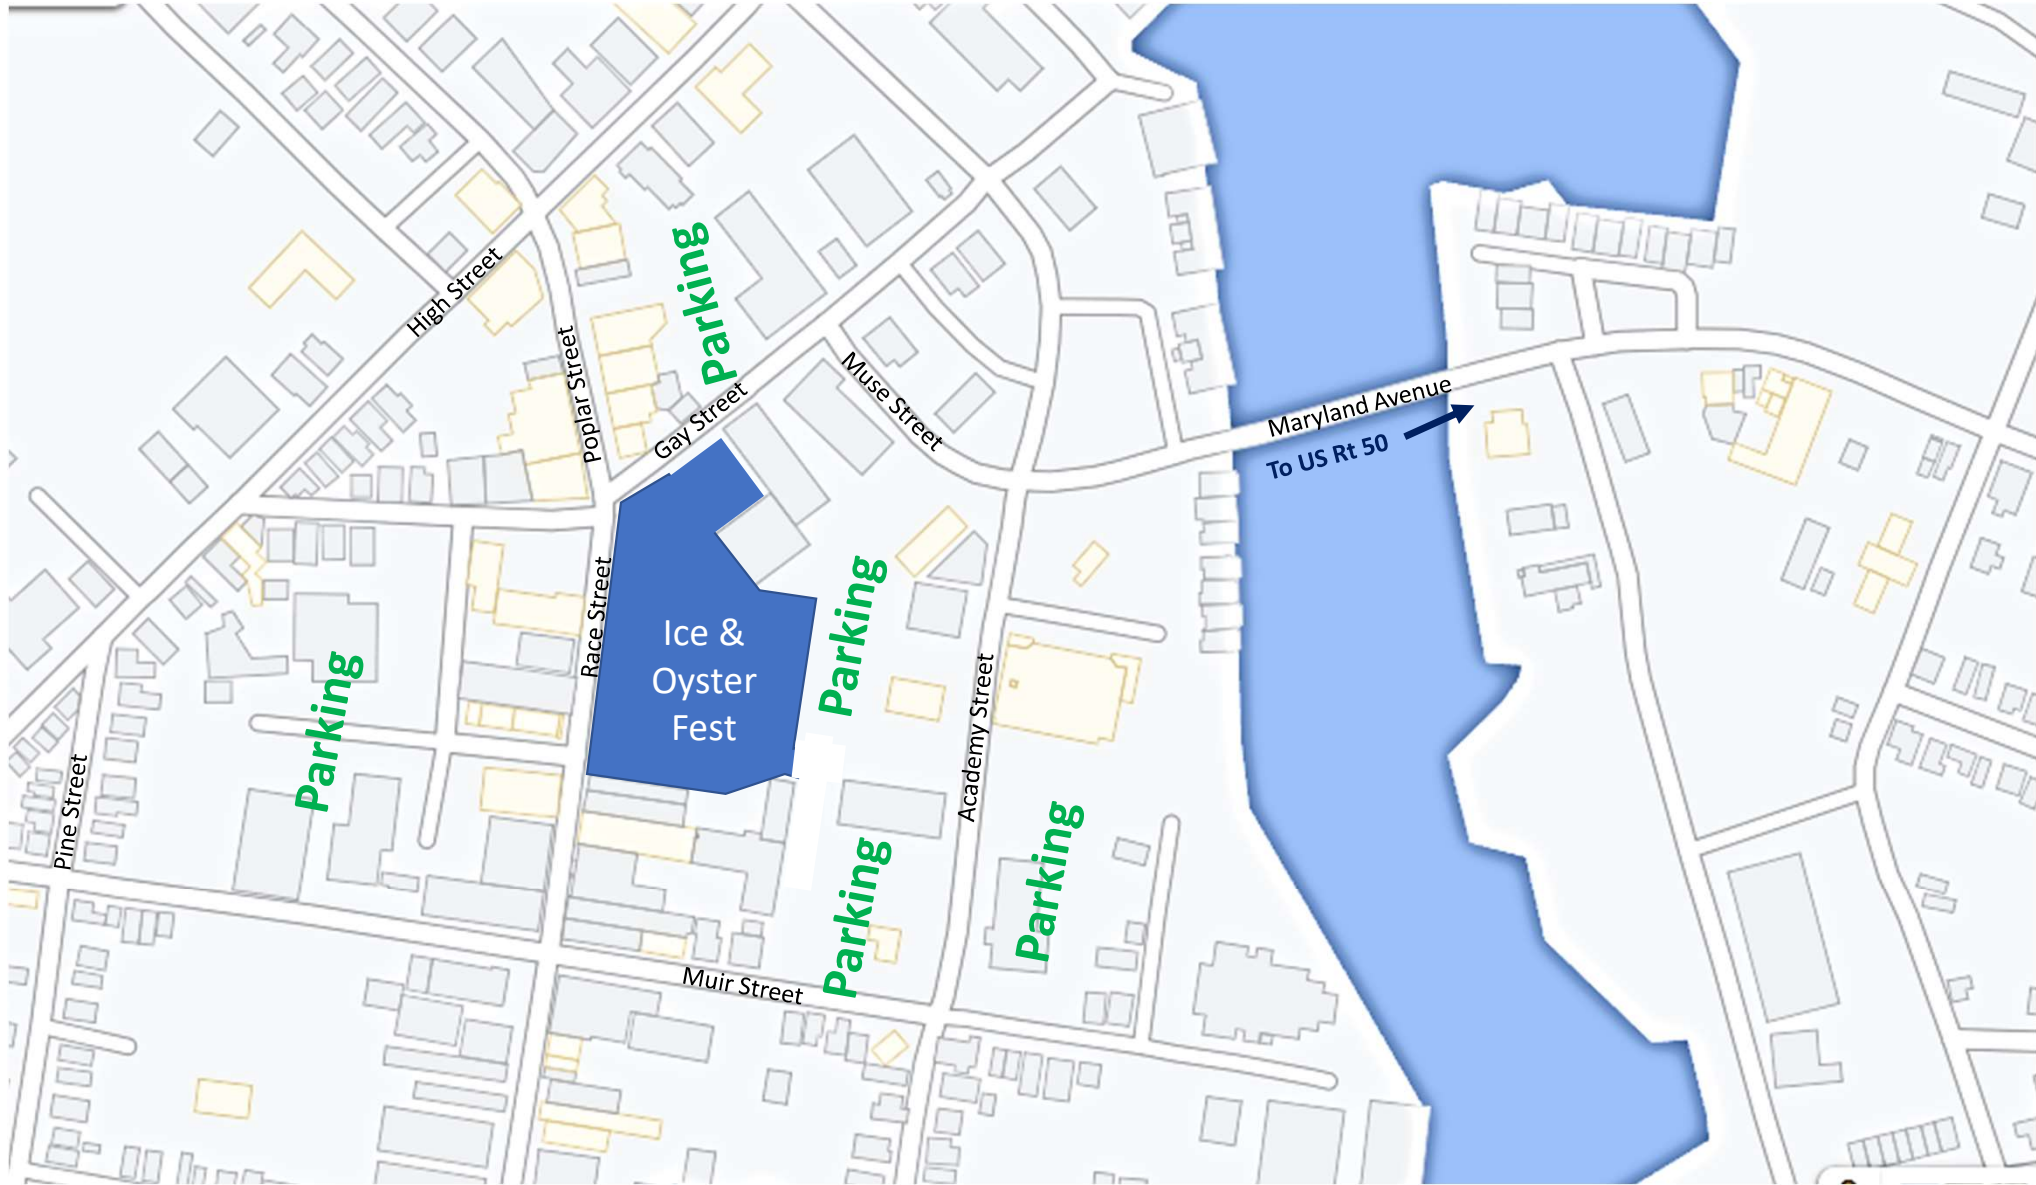 High Street
Parking
Poplar Street
Gay Street
Muse Street
Maryland Avenue
To US Rt 50
Race Street
Ice &
Oyster
Fest
Parking
Parking
Academy Street
Pine Street
Parking
Parking
Muir Street